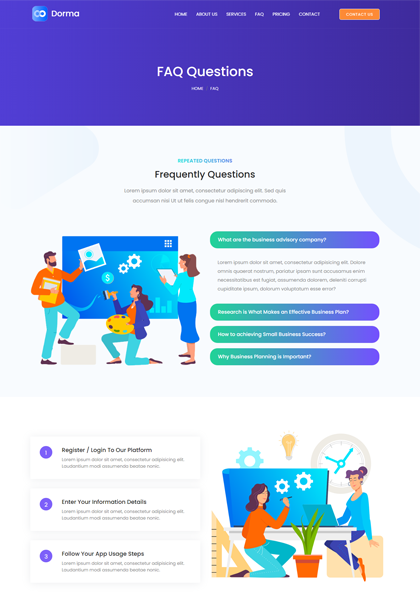 Dorma
HOME ABOUT US SERVICES FAQ PRICING CONTACT CONTACT US
FAQ Questions
HOME / FAQ
REPEATED QUESTIONS
Frequently Questions
Lorem ipsum dolor sit amet, consectetur adipiscing elit. Sed quis
accumsan nisi Ut ut felis congue nisl hendrerit commodo.
What are the business advisory company?
Lorem ipsum dolor sit amet, consectetur adipisicing elit. Dolore
omnis quaerat nostrum, pariatur ipsam sunt accusamus enim
necessitatibus est fugiat, assumenda dolorem, deleniti corrupti
cupiditate ipsum, dolorum voluptatum esse error?
Research is What Makes an Effective Business Plan?
How to achieving Small Business Success?
Why Business Planning is Important?
1 Register / Login To Our Platform
Lorem ipsum dolor sit amet, consectetur adipisicing elit.
Laudantium modi assumenda beatae nonic.
2 Enter Your Information Details
Lorem ipsum dolor sit amet, consectetur adipisicing elit.
Laudantium modi assumenda beatae nonic.
3 Follow Your App Usage Steps
Lorem ipsum dolor sit amet, consectetur adipisicing elit.
Laudantium modi assumenda beatae nonic.